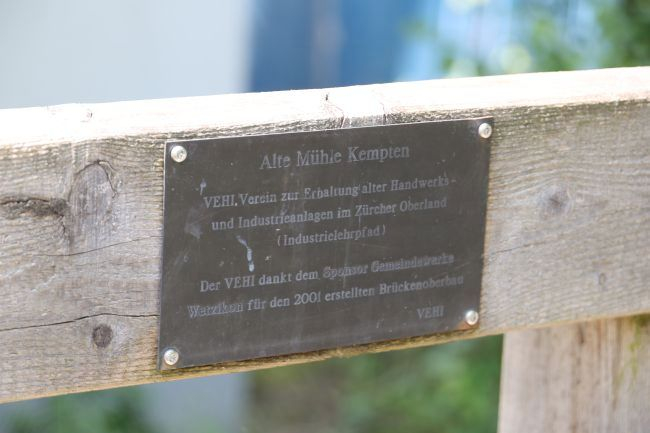 Alte Mühle Kempten
VEHI. Verein zur Erhaltung alter Handwerks-
und Industrieanlagen im Zürcher Oberland
(Industrielehrpfad)
Der VEHI dankt dem Sponsor Gemeindewerke
Wetzikon für den 2001 erstellten Brückenoberbau
VEHI